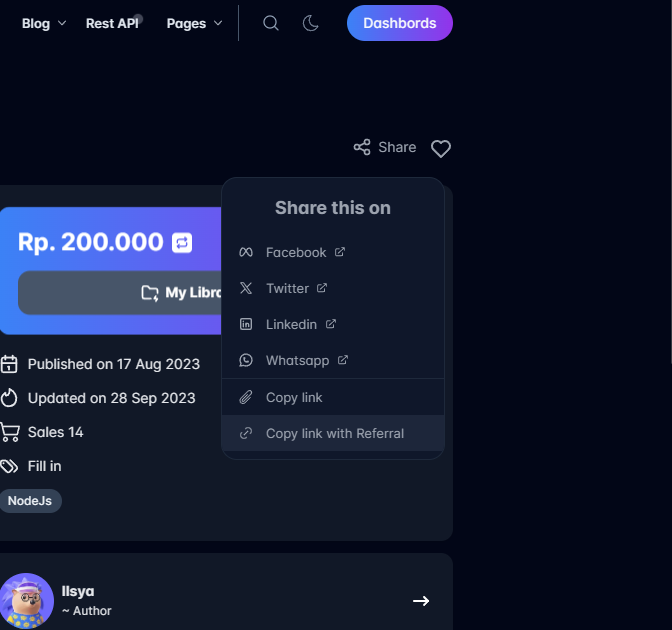 Blog
Rest API
Pages
Dashbords
Share
Share this on
Rp. 200.000
Facebook
Twitter
My Libr
Linkedin
Whatsapp
Published on 17 Aug 2023
Copy link
Updated on 28 Sep 2023
Sales 14
Copy link with Referral
Fill in
NodeJs
Ilsya
~ Author